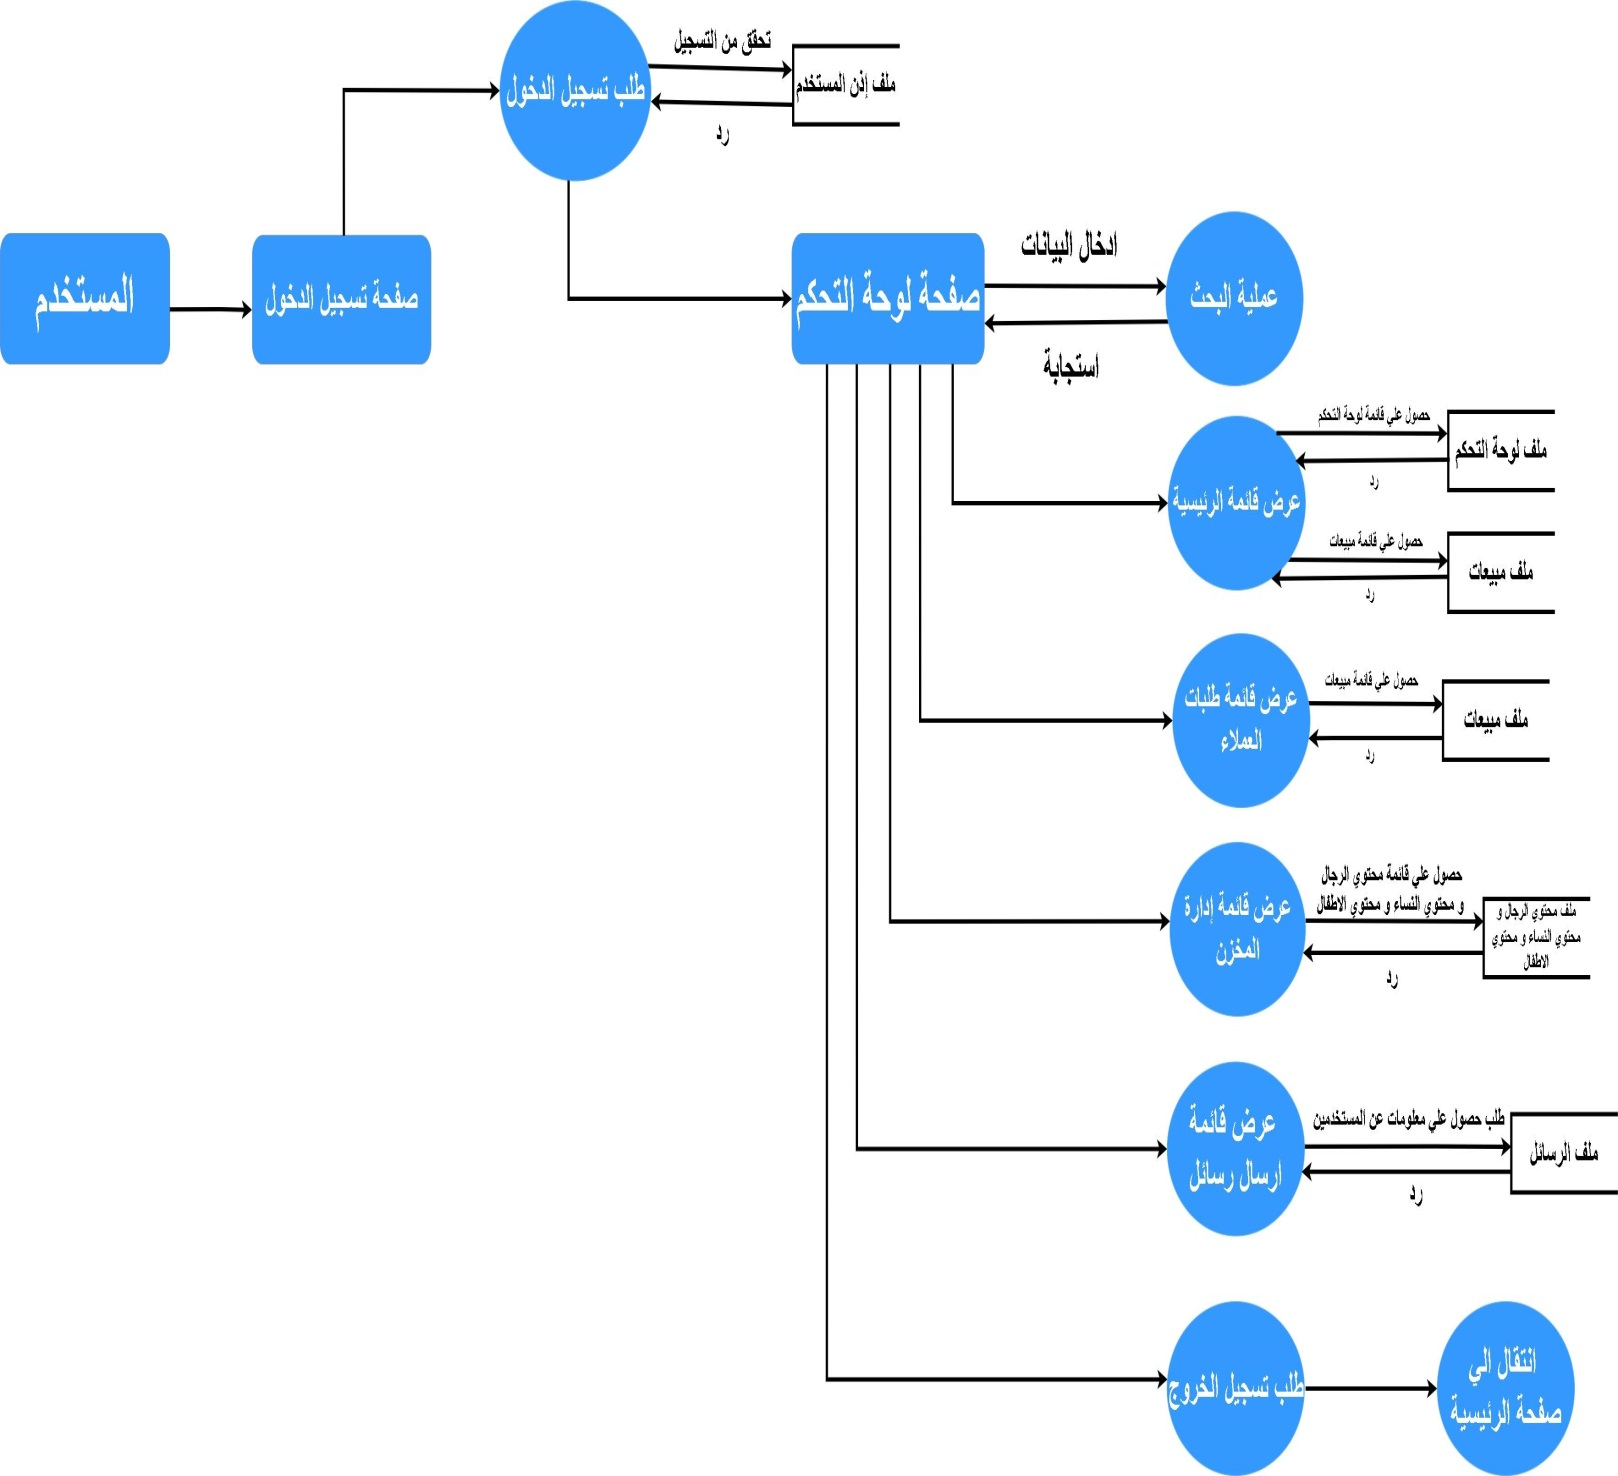 تحقق من التسجيل
طلب تسجيل الدخول
ملف إذن المستخدم
رد
المستخدم
صفحة تسجيل الدخول
صفحة لوحة التحكم
ادخال البيانات
عملية البحث
استجابة
حصول علي قائمة لوحة التحكم
ملف لوحة التحكم
رد
عرض قائمة الرئيسية
حصول علي قائمة مبيعات
ملف مبيعات
رد
حصول علي قائمة مبيعات
عرض قائمة طلبات
العملاء
ملف مبيعات
رد
حصول علي قائمة محتوي الرجال
و محتوي النساء و محتوي الاطفال
عرض قائمة إدارة
المخزن
ملف محتوي الرجال و
محتوي النساء و محتوي
الاطفال
رد
طلب حصول علي معلومات عن المستخدمين
عرض قائمة
ارسال رسائل
ملف الرسائل
رد
طلب تسجيل الخروج
انتقال الي
صفحة الرئيسية